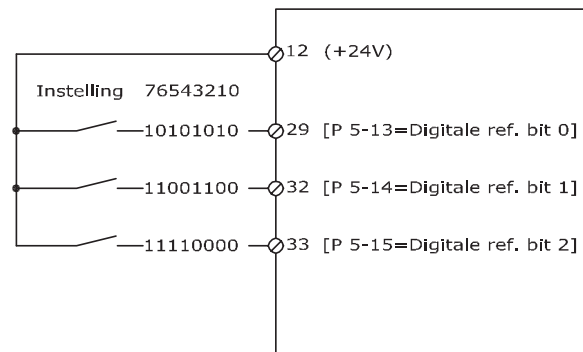 12 (+24V)
Instelling 76543210
10101010 29 [P 5-13=Digitale ref. bit 0]
11001100 32 [P 5-14=Digitale ref. bit 1]
11110000 33 [P 5-15=Digitale ref. bit 2]